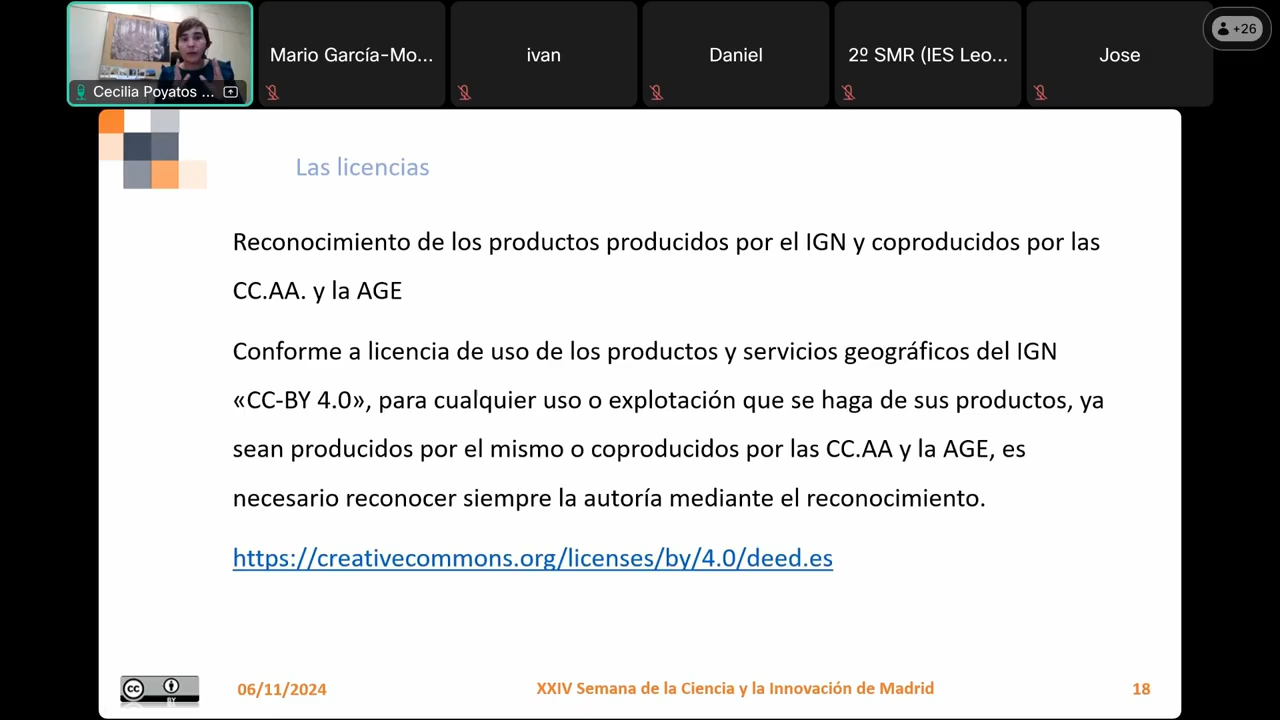 +26
Cecilia Poyatos ...
Mario García-Mo...
ivan
Daniel
2º SMR (IES Leo...
Jose
Las licencias
Reconocimiento de los productos producidos por el IGN y coproducidos por las
CC.AA. y la AGE
Conforme a licencia de uso de los productos y servicios geográficos del IGN
«CC-BY 4.0», para cualquier uso o explotación que se haga de sus productos, ya
sean producidos por el mismo o coproducidos por las CC.AA y la AGE, es
necesario reconocer siempre la autoría mediante el reconocimiento.
https://creativecommons.org/licenses/by/4.0/deed.es
cc
BY
06/11/2024
XXIV Semana de la Ciencia y la Innovación de Madrid
18